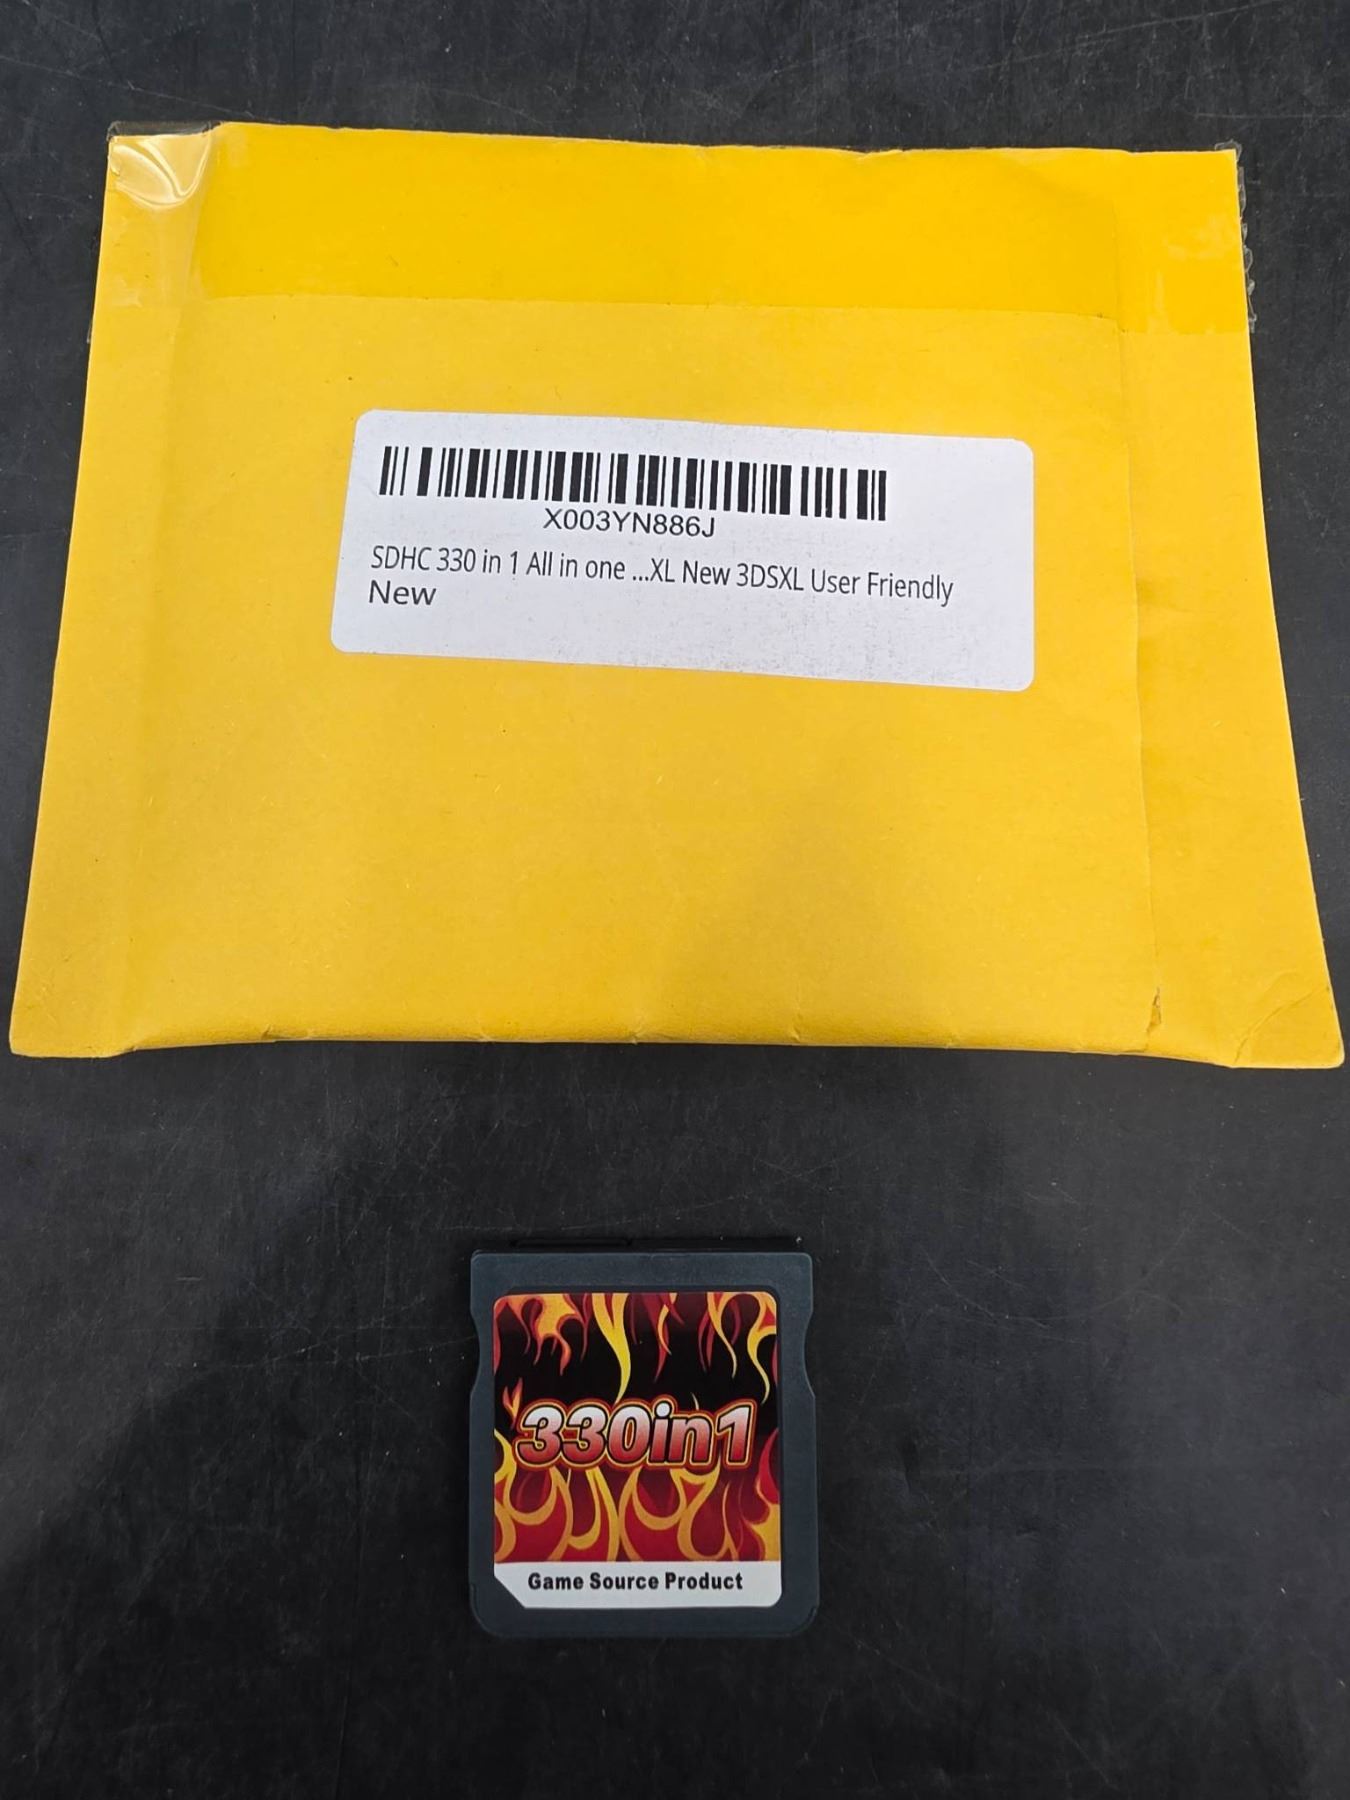 X003YN886J
SDHC 330 in 1 All in one ...XL New 3DSXL User Friendly
New
330in1
Game Source Product